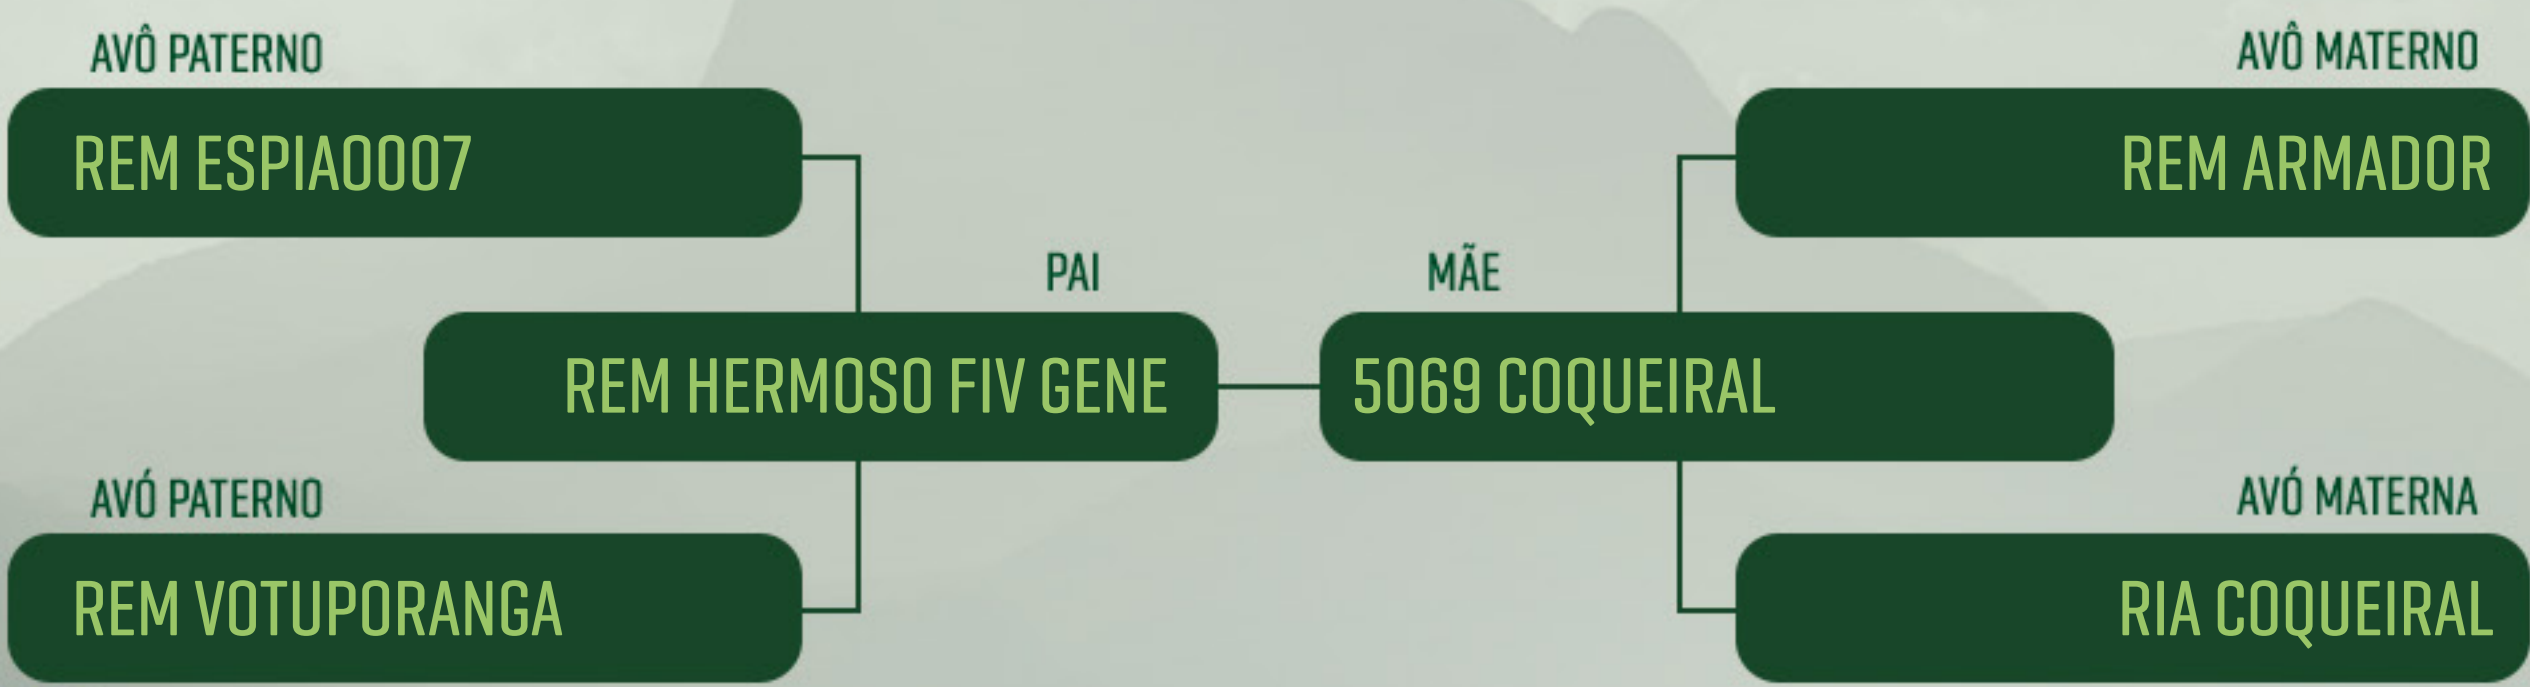 AVÔ PATERNO
REM ESPIA0007
AVÔ MATERNO
REM ARMADOR
PAI
REM HERMOSO FIV GENE
MÃE
5069 COQUEIRAL
AVÓ PATERNO
REM VOTUPORANGA
AVÓ MATERNA
RIA COQUEIRAL